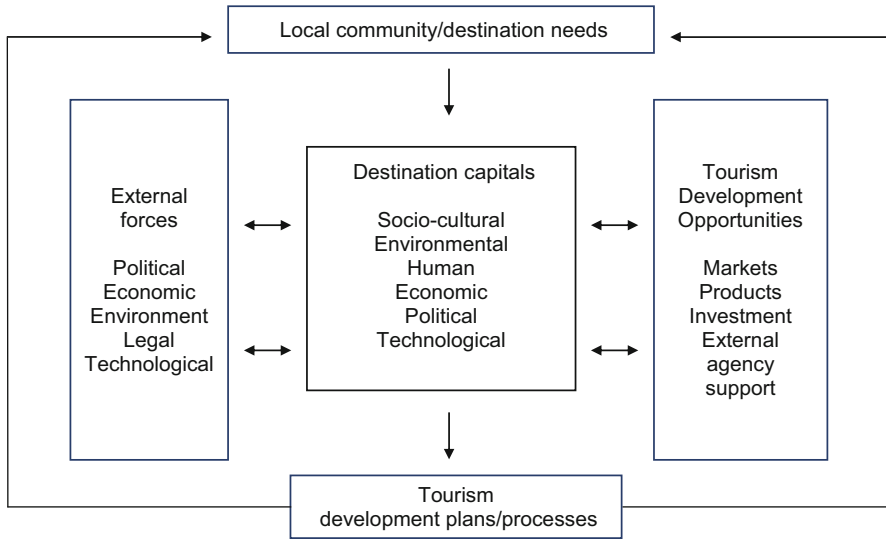 Local community/destination needs
External
forces
Political
Economic
Environment
Legal
Technological
Destination capitals
Socio-cultural
Environmental
Human
Economic
Political
Technological
Tourism
Development
Opportunities
Markets
Products
Investment
External
agency
support
Tourism
development plans/processes